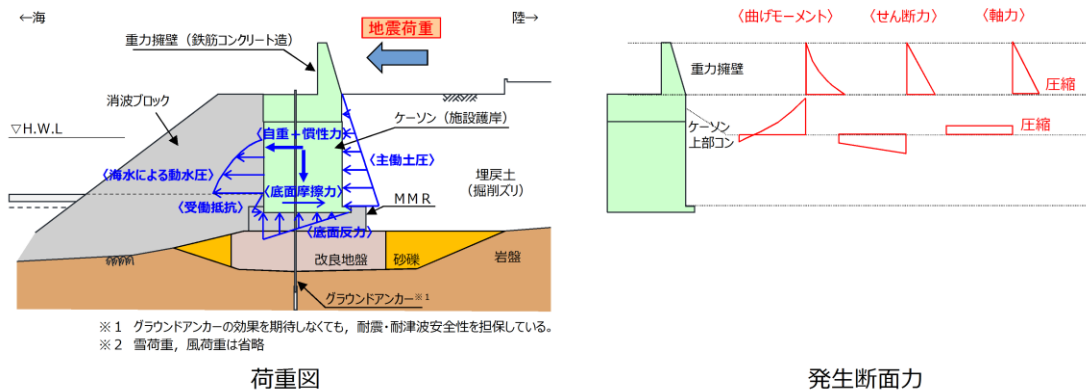 ←海
陸→
地震荷重
重力擁壁（鉄筋コンクリート造）
消波ブロック
▽H.W.L
ケーソン（施設護岸）
〈自重＋慣性力〉
〈海水による動水圧〉
〈主働土圧〉
〈底面摩擦力〉
〈受働抵抗〉
埋戻土
（掘削ズリ）
ＭＭＲ
〈底面反力〉
改良地盤
砂礫
岩盤
グラウンドアンカー※１
※１　グラウンドアンカーの効果を期待しなくても，耐震・耐津波安全性を担保している。
※２　雪荷重，風荷重は省略
荷重図
〈曲げモーメント〉
〈せん断力〉
〈軸力〉
重力擁壁
圧縮
ケーソン
上部コン
圧縮
発生断面力